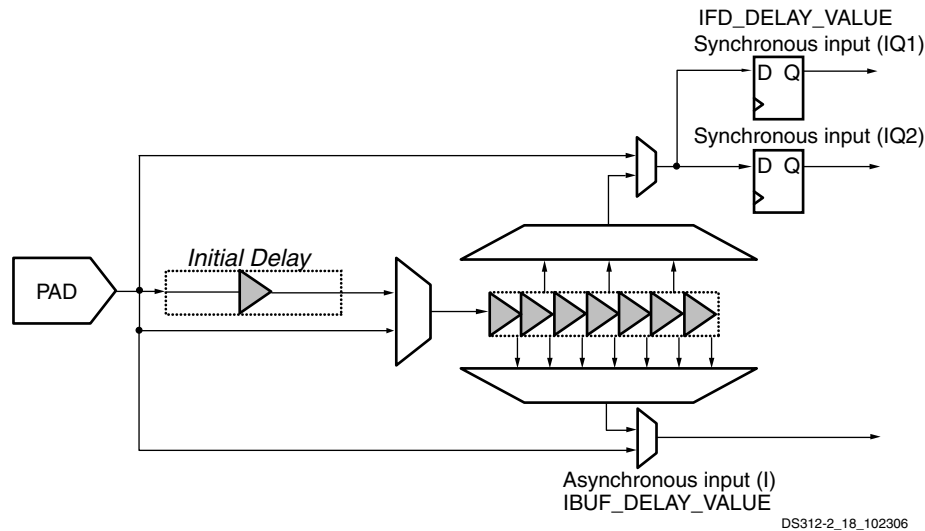 IFD_DELAY_VALUE
Synchronous input (IQ1)
D Q
Synchronous input (IQ2)
D Q
Initial Delay
PAD
Asynchronous input (I)
IBUF_DELAY_VALUE
DS312-2_18_102306